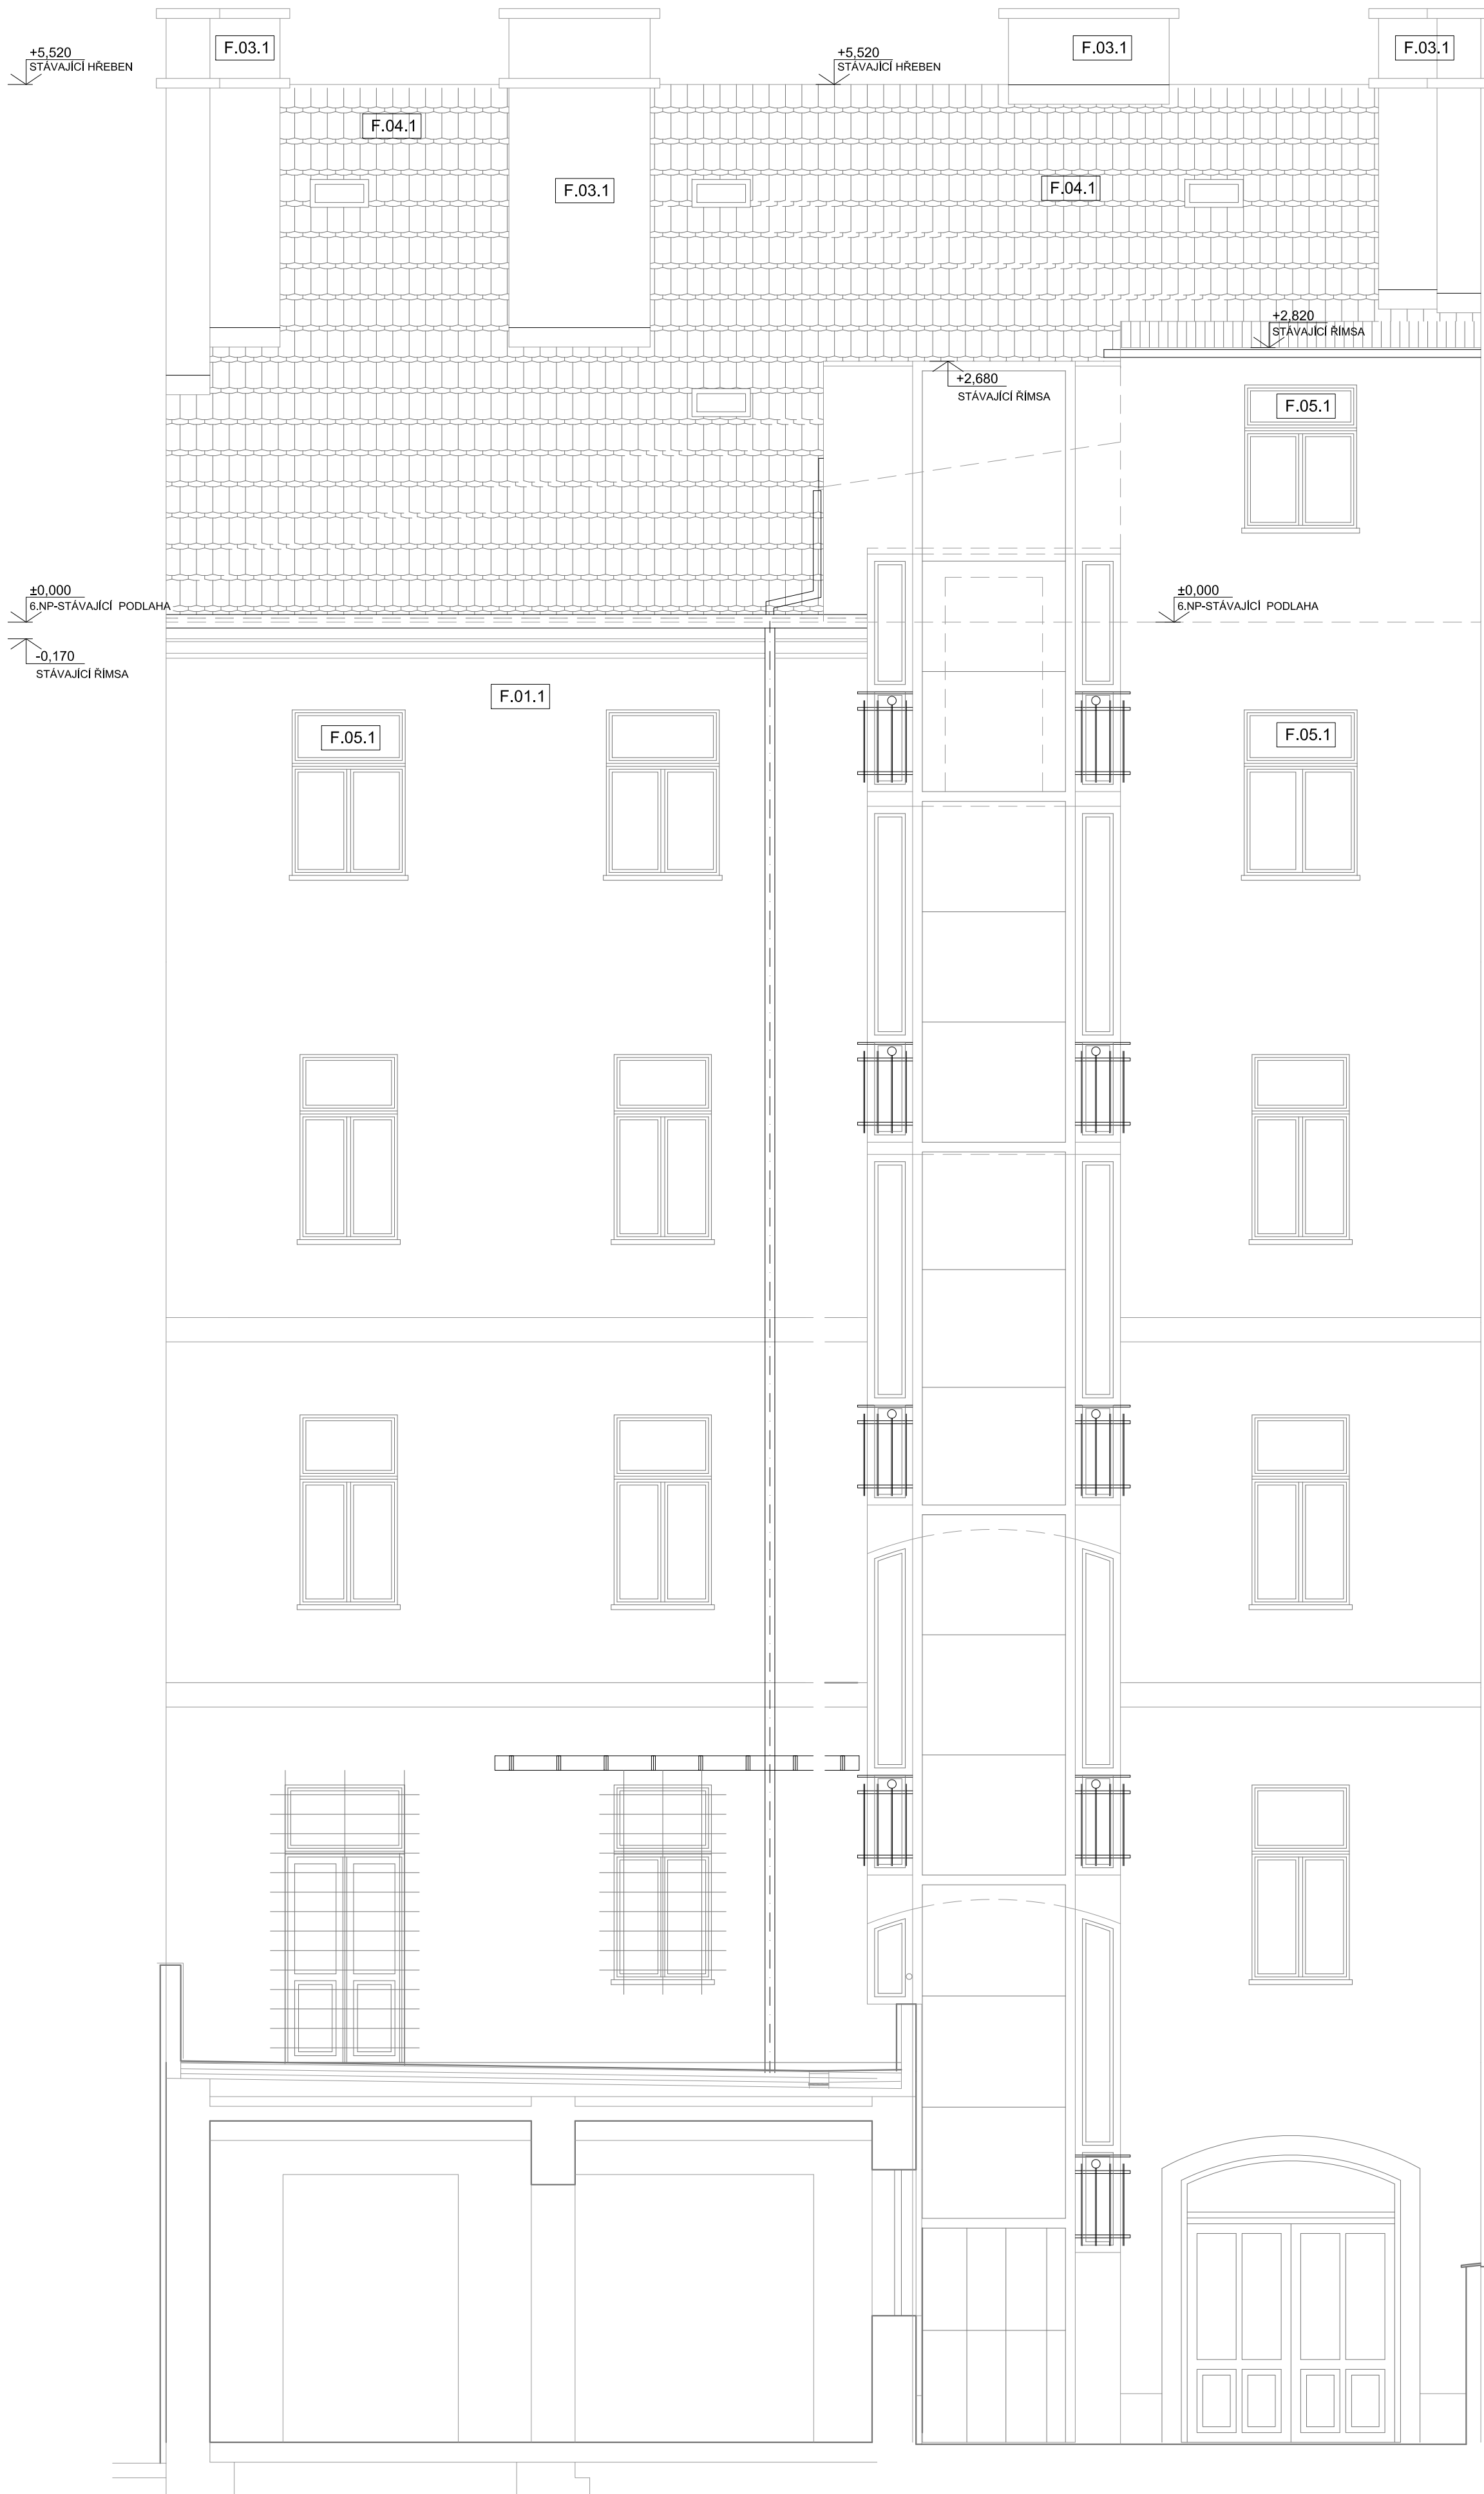 F.03.1
F.03.1
F.03.1
+5,520
STÁVAJÍCÍ HŘEBEN
+5,520
STÁVAJÍCÍ HŘEBEN
F.04.1
F.03.1
F.04.1
+2,820
STÁVAJÍCÍ ŘÍMSA
+2,680
STÁVAJÍCÍ ŘÍMSA
F.05.1
±0,000
6.NP-STÁVAJÍCÍ PODLAHA
±0,000
6.NP-STÁVAJÍCÍ PODLAHA
-0,170
STÁVAJÍCÍ ŘÍMSA
F.01.1
F.05.1
F.05.1